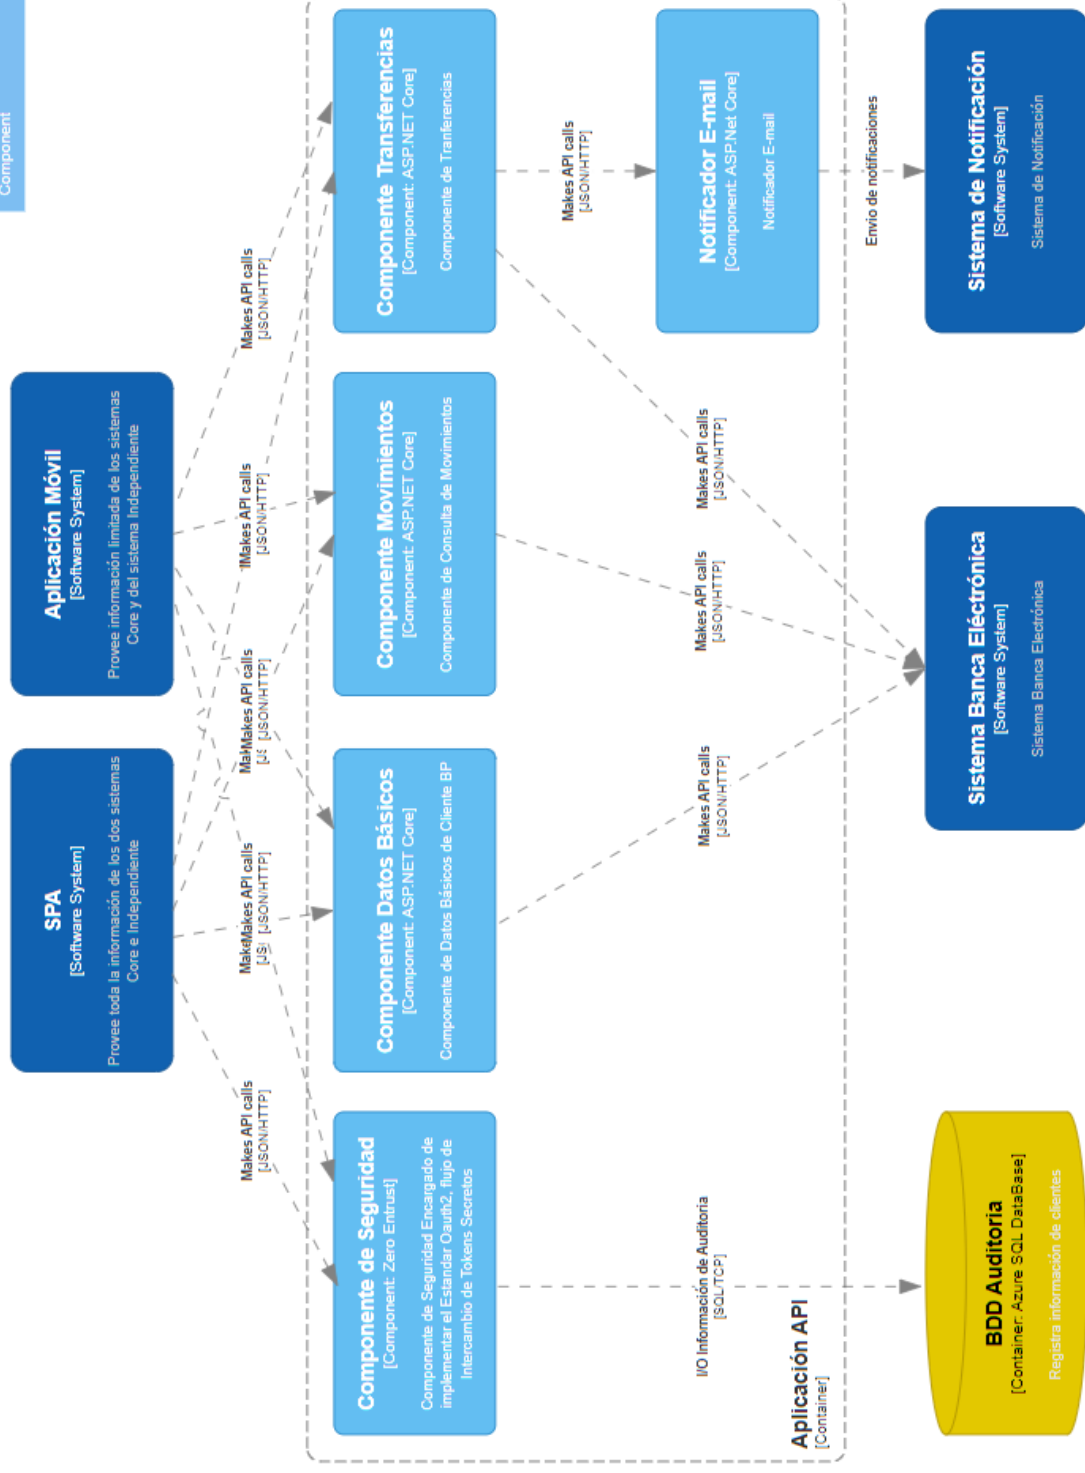 Component
SPA
[Software System]
Provee toda la información de los dos sistemas
Core e Independiente
Aplicación Móvil
[Software System]
Provee información limitada de los sistemas
Core y del sistema Independiente
Makes API calls
[JSON/HTTP]
Makes API calls
[JSON/HTTP]
Makes API calls
[JSON/HTTP]
Makes API calls
[JSON/HTTP]
Makes API calls
[JSON/HTTP]
Componente de Seguridad
[Component: Zero Entrust]
Componente de Seguridad Encargado de
implementar el Estandar Oauth2, flujo de
Intercambio de Tokens Secretos
Componente Datos Básicos
[Component: ASP.NET Core]
Componente de Datos Básicos de Cliente BP
Componente Movimientos
[Component: ASP.NET Core]
Componente de Consulta de Movimientos
Componente Transferencias
[Component: ASP.NET Core]
Componente de Tranferencias
Makes API calls
[JSON/HTTP]
Notificador E-mail
[Component: ASP.Net Core]
Notificador E-mail
I/O Información de Auditoria
[SQL/TCP]
Makes API calls
[JSON/HTTP]
Makes API calls
[JSON/HTTP]
Makes API calls
[JSON/HTTP]
Aplicación API
[Container]
Envio de notificaciones
BDD Auditoria
[Container: Azure SQL DataBase]
Registra información de clientes
Sistema Banca Eléctrónica
[Software System]
Sistema Banca Electrónica
Sistema de Notificación
[Software System]
Sistema de Notificación